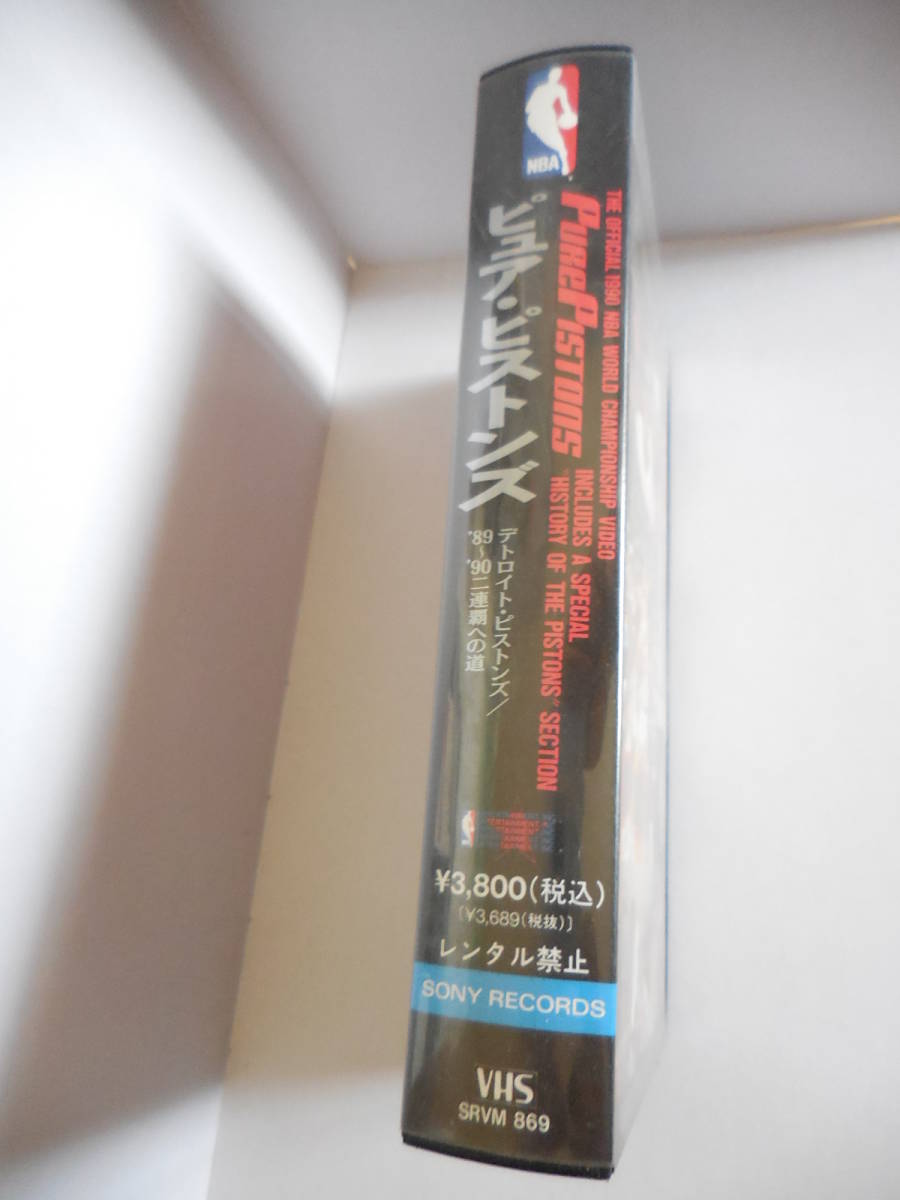 NBA
THE OFFICIAL 1990 NBA WORLD CHAMPIONSHIP VIDEO
PUREPISTONS
INCLUDES A SPECIAL
"HISTORY OF THE PISTONS" SECTION
ピュア・ピストンズ
デトロイト・ピストンズ/
'89~'90二連覇への道
¥3,800(税込)
[¥3,689(税抜)]
レンタル禁止
SONY RECORDS
VHS
SRVM 869